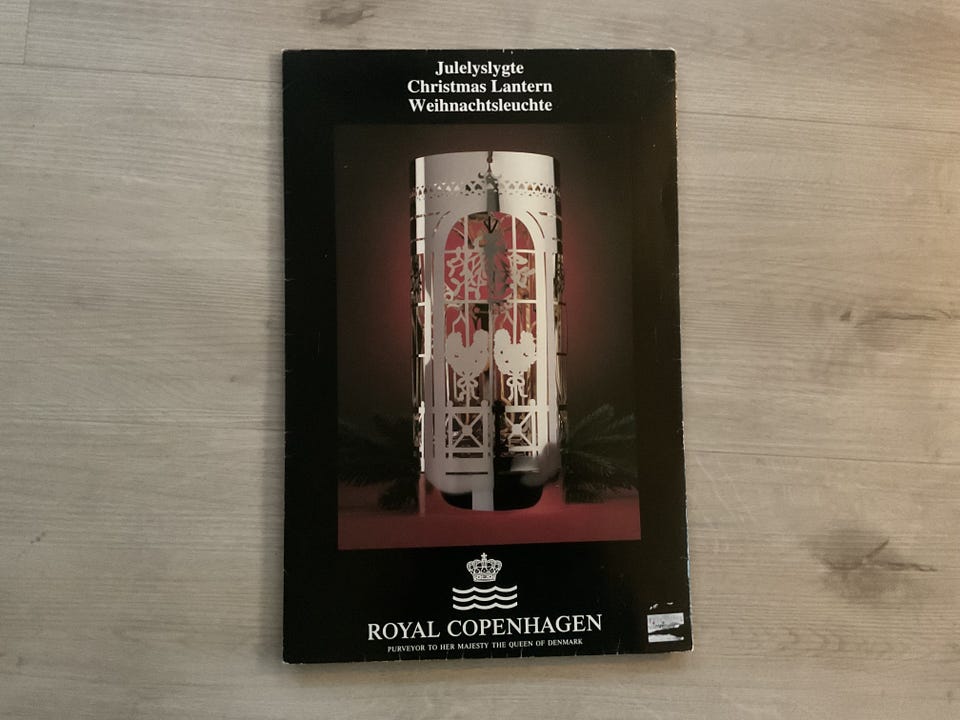 Julelyslygte
Christmas Lantern
Weihnachtsleuchte
ROYAL COPENHAGEN
PURVEYOR TO HER MAJESTY THE QUEEN OF DENMARK